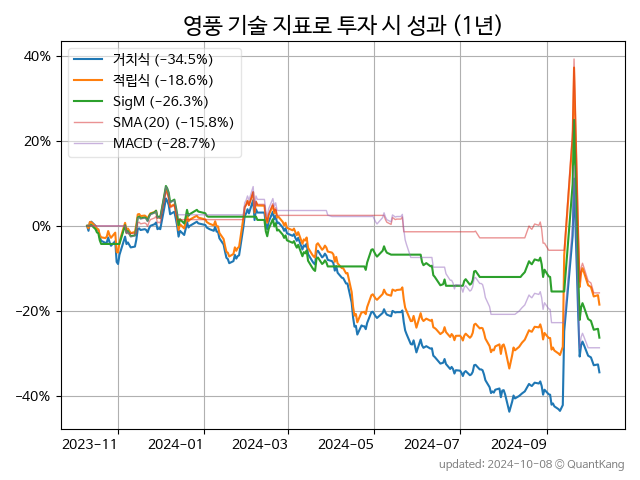 영풍 기술 지표로 투자 시 성과 (1년)
거치식 (−34.5%)
적립식 (−18.6%)
SigM (−26.3%)
SMA(20) (−15.8%)
MACD (−28.7%)
40%
20%
0%
−20%
−40%
2023-11
2024-01
2024-03
2024-05
2024-07
2024-09
updated: 2024-10-08 © QuantKang